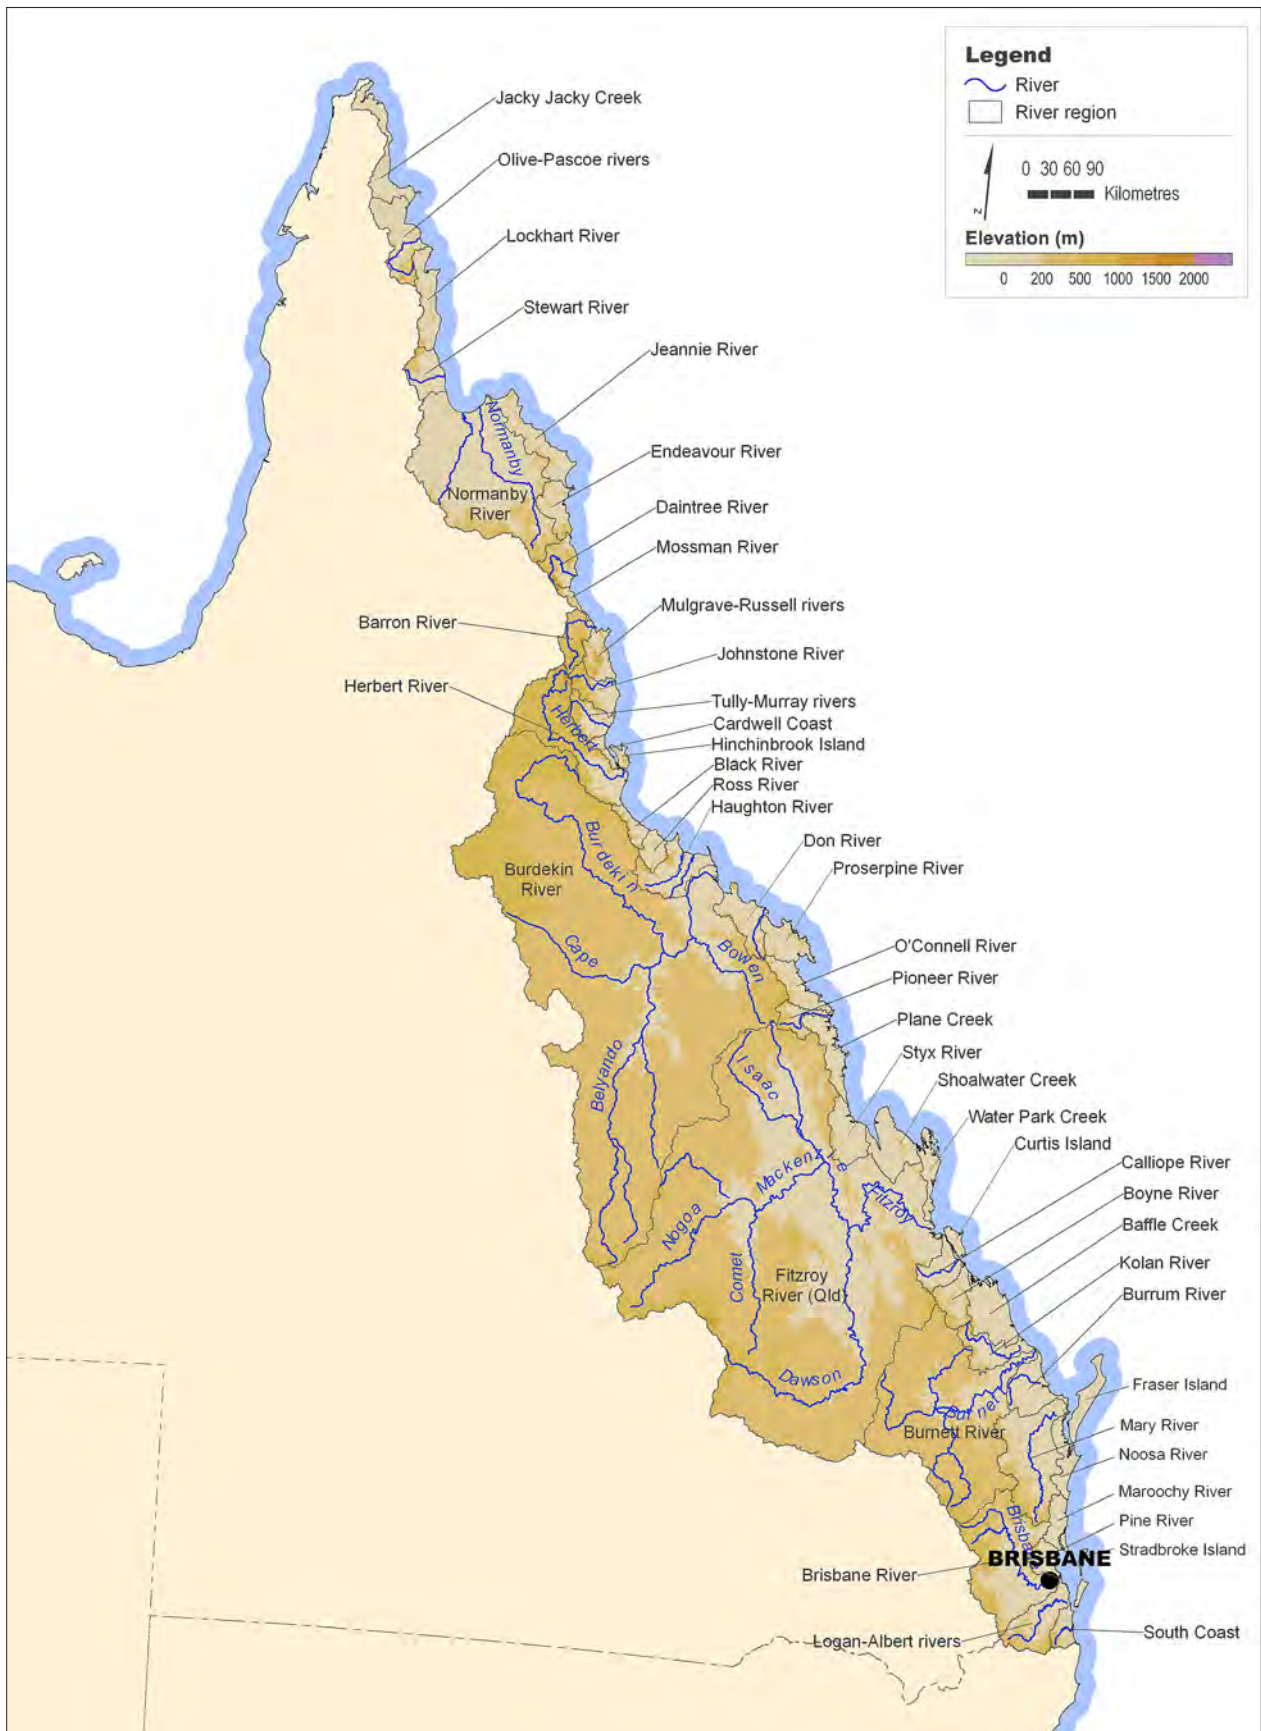 Legend
River
River region
0 30 60 90
Kilometres
z
Elevation (m)
0 200 500 1000 1500 2000
Jacky Jacky Creek
Olive-Pascoe rivers
Lockhart River
Stewart River
Jeannie River
Normanby
Endeavour River
Normanby
River
Daintree River
Mossman River
Mulgrave-Russell rivers
Barron River
Johnstone River
Herbert River
Tully-Murray rivers
Herbert
Cardwell Coast
Hinchinbrook Island
Black River
Ross River
Haughton River
Burdekin
Don River
Burdekin
River
Proserpine River
Cape
Bowen
O'Connell River
Pioneer River
Plane Creek
Styx River
Belyando
Isaac
Shoalwater Creek
Water Park Creek
Curtis Island
Mackenzie
Calliope River
Fitzroy
Boyne River
Nogoa
Baffle Creek
Comet
Kolan River
Fitzroy
River (Qld)
Burrum River
Dawson
Fraser Island
Burnett
Burnett River
Mary River
Noosa River
Maroochy River
Brisbane
Pine River
Stradbroke Island
BRISBANE
Brisbane River
Logan-Albert rivers
South Coast